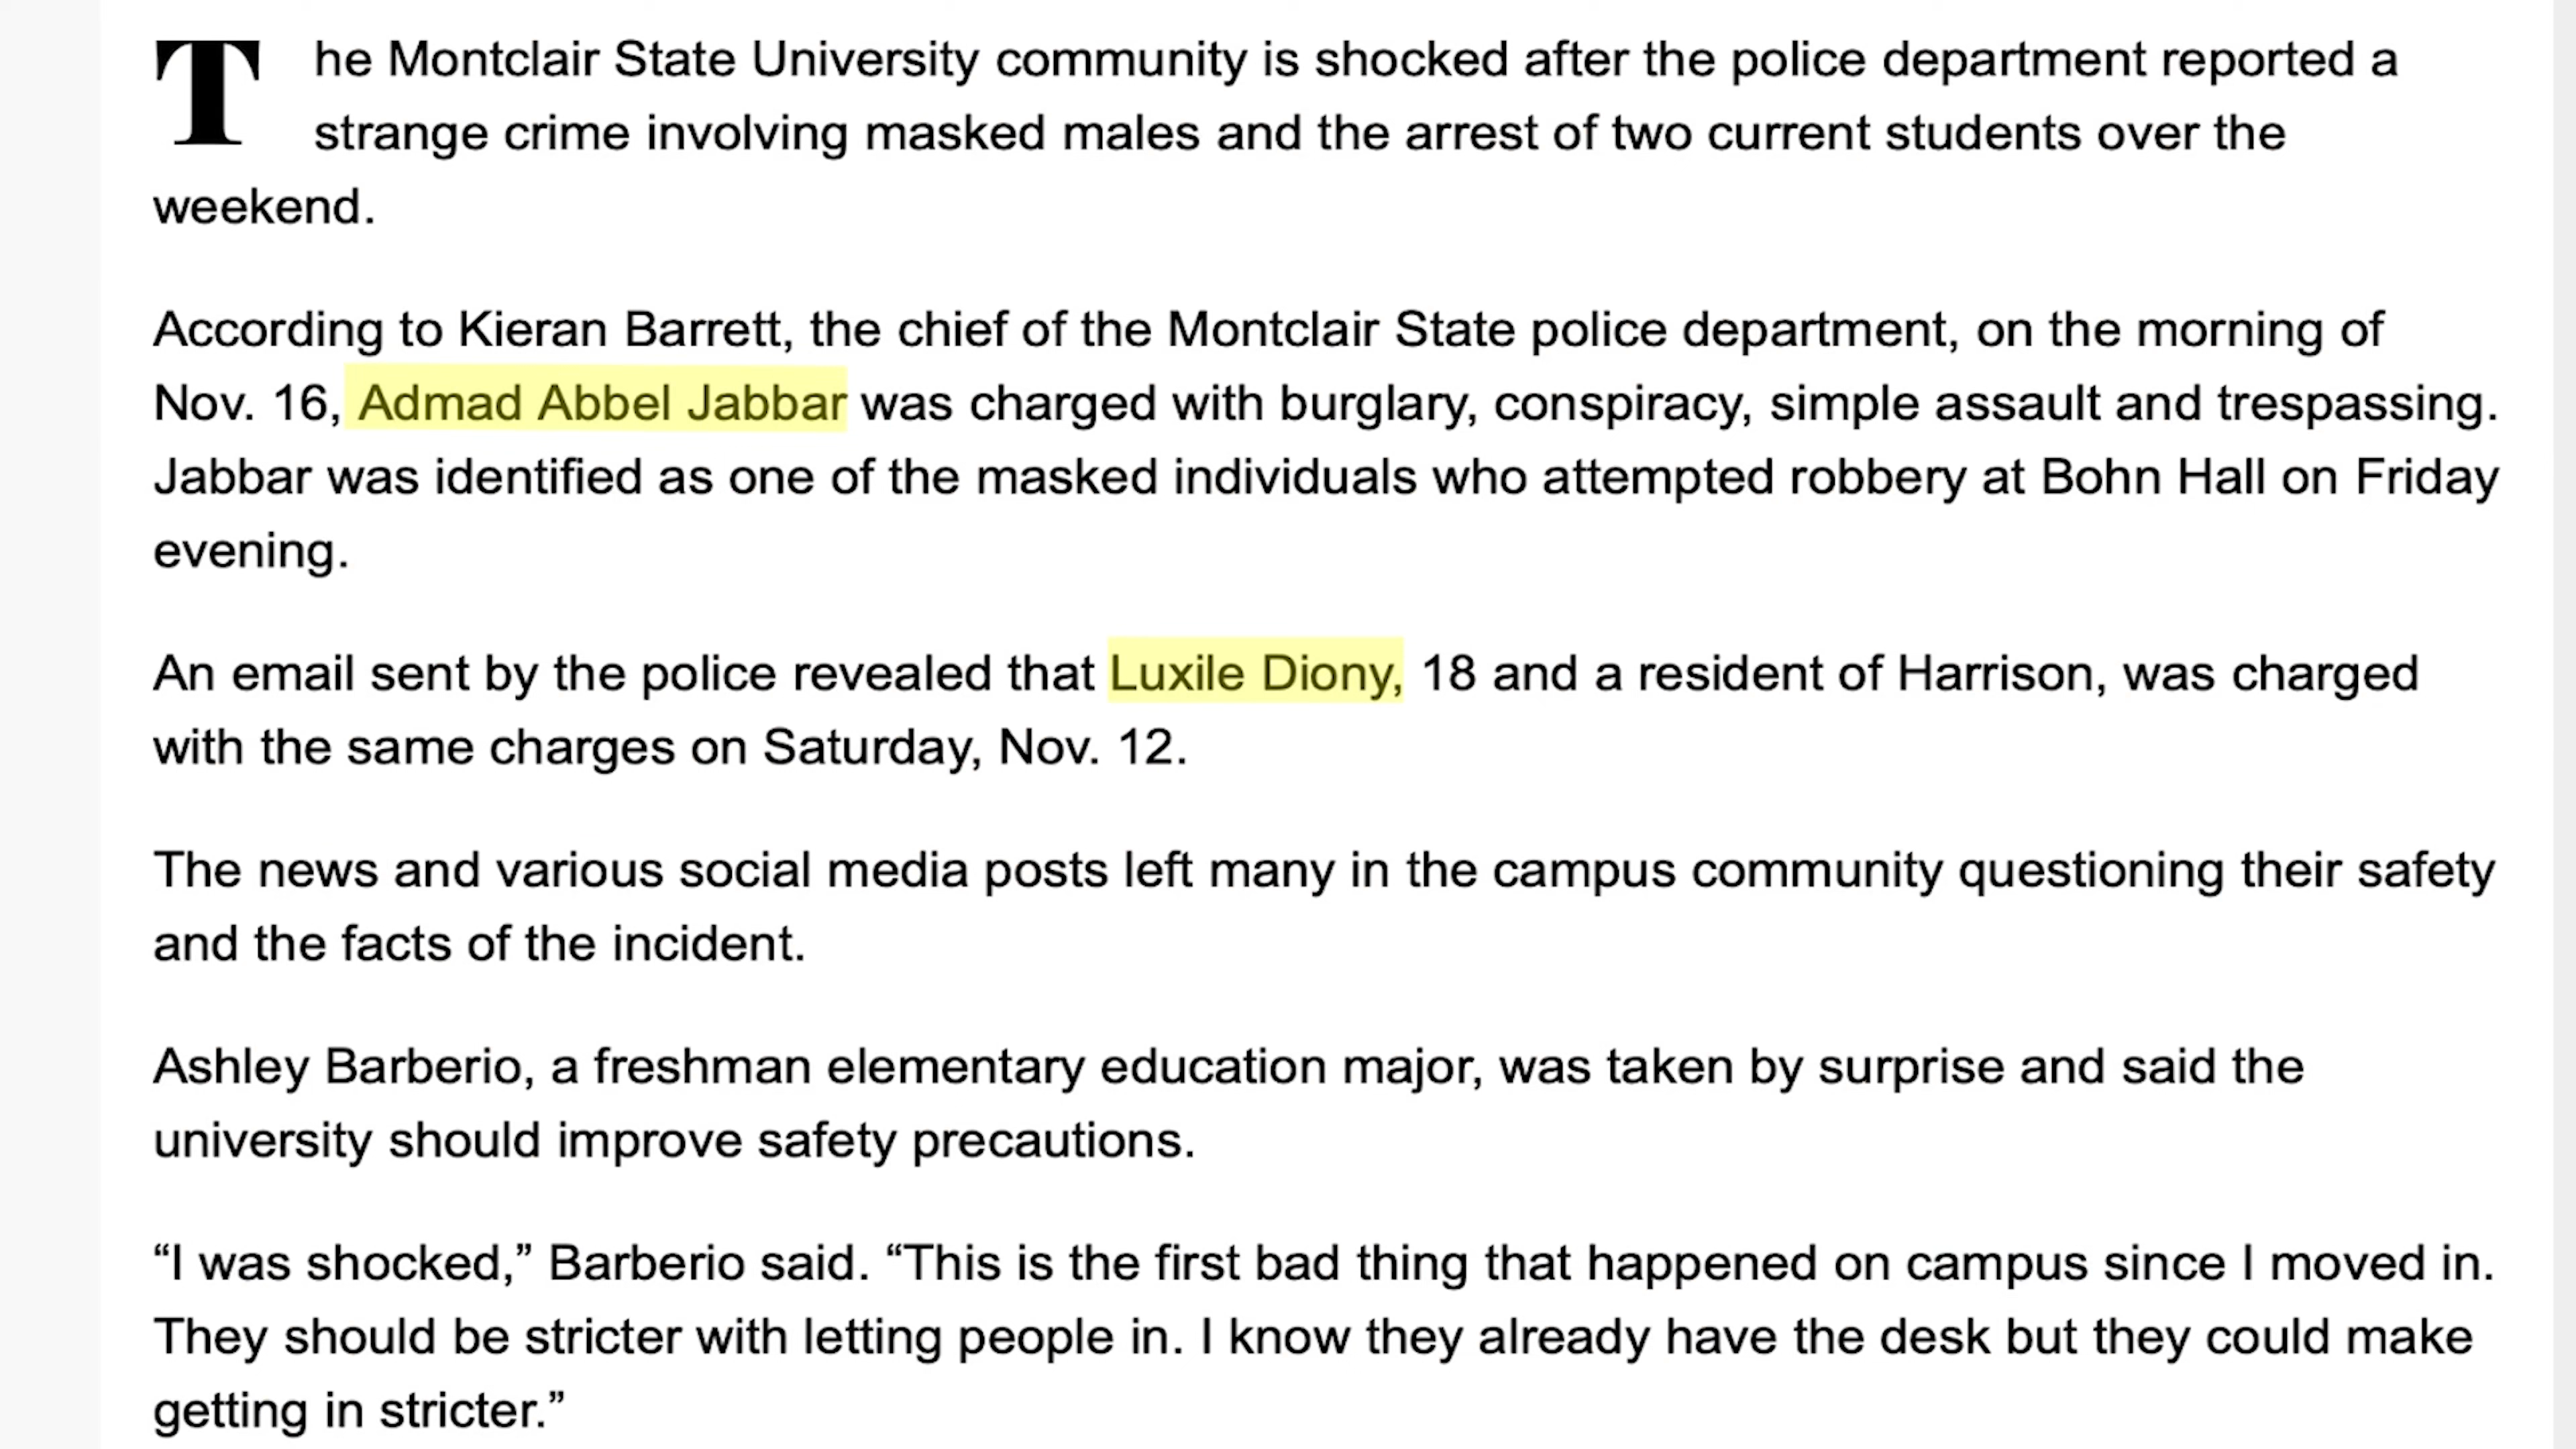 The Montclair State University community is shocked after the police department reported a
strange crime involving masked males and the arrest of two current students over the
weekend.
According to Kieran Barrett, the chief of the Montclair State police department, on the morning of
Nov. 16, Admad Abbel Jabbar was charged with burglary, conspiracy, simple assault and trespassing.
Jabbar was identified as one of the masked individuals who attempted robbery at Bohn Hall on Friday
evening.
An email sent by the police revealed that Luxile Diony, 18 and a resident of Harrison, was charged
with the same charges on Saturday, Nov. 12.
The news and various social media posts left many in the campus community questioning their safety
and the facts of the incident.
Ashley Barberio, a freshman elementary education major, was taken by surprise and said the
university should improve safety precautions.
“I was shocked,” Barberio said. “This is the first bad thing that happened on campus since I moved in.
They should be stricter with letting people in. I know they already have the desk but they could make
getting in stricter.”